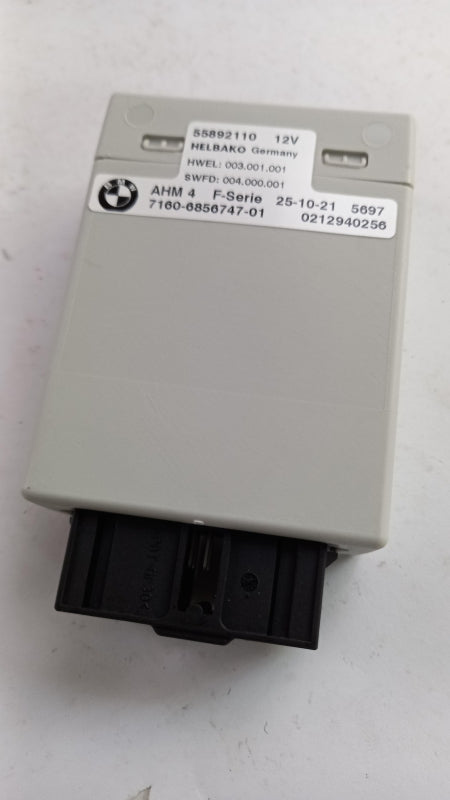 55892110 12V
HELBAKO Germany
HWEL: 003.001.001
SWFD: 004.000.001
BMW
AHM 4 F-Serie 25-10-21 5697
7160-6856747-01 0212940256